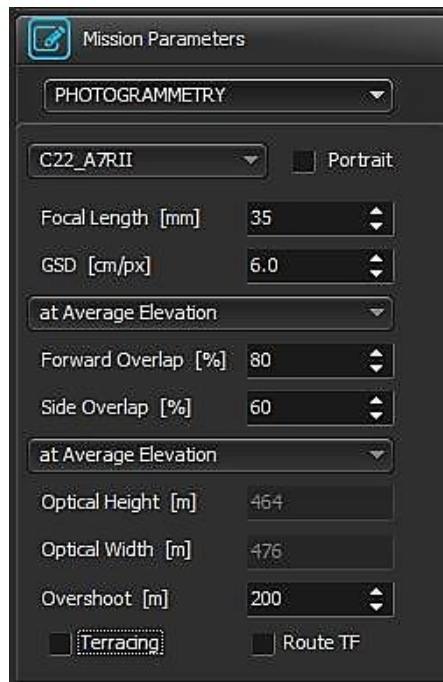 Mission Parameters
PHOTOGRAMMETRY
C22_A7RII Portrait
Focal Length [mm] 35
GSD [cm/px] 6.0
at Average Elevation
Forward Overlap [%] 80
Side Overlap [%] 60
at Average Elevation
Optical Height [m] 464
Optical Width [m] 476
Overshoot [m] 200
Terracing Route TF